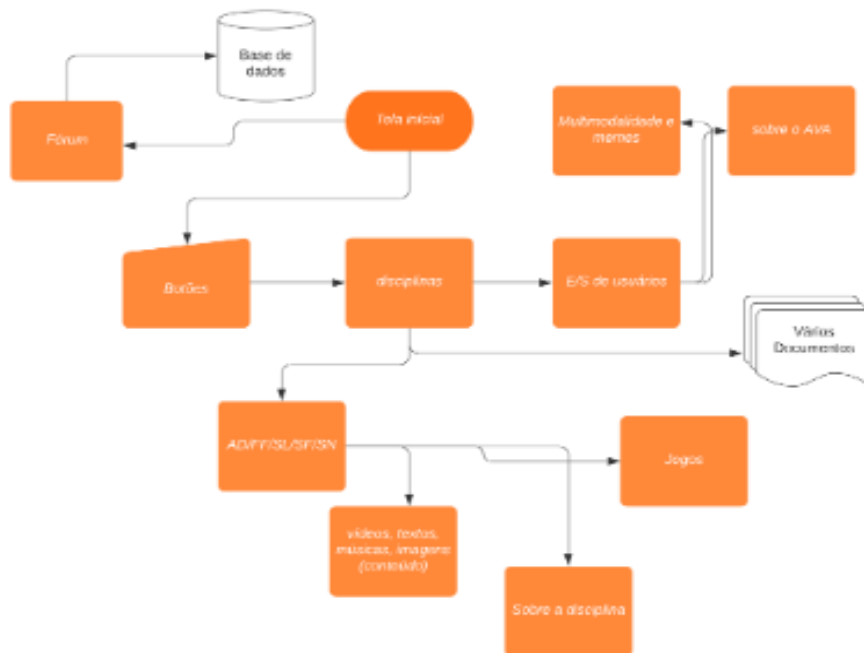 Base de
dados
Fórum
Tela inicial
Multimodalidade e
memes
sobre o AVA
Botões
disciplinas
E/S de usuários
Vários
Documentos
AD/FF/SL/SF/SN
Jogos
vídeos, textos,
músicas, imagens
(conteúdo)
Sobre a disciplina